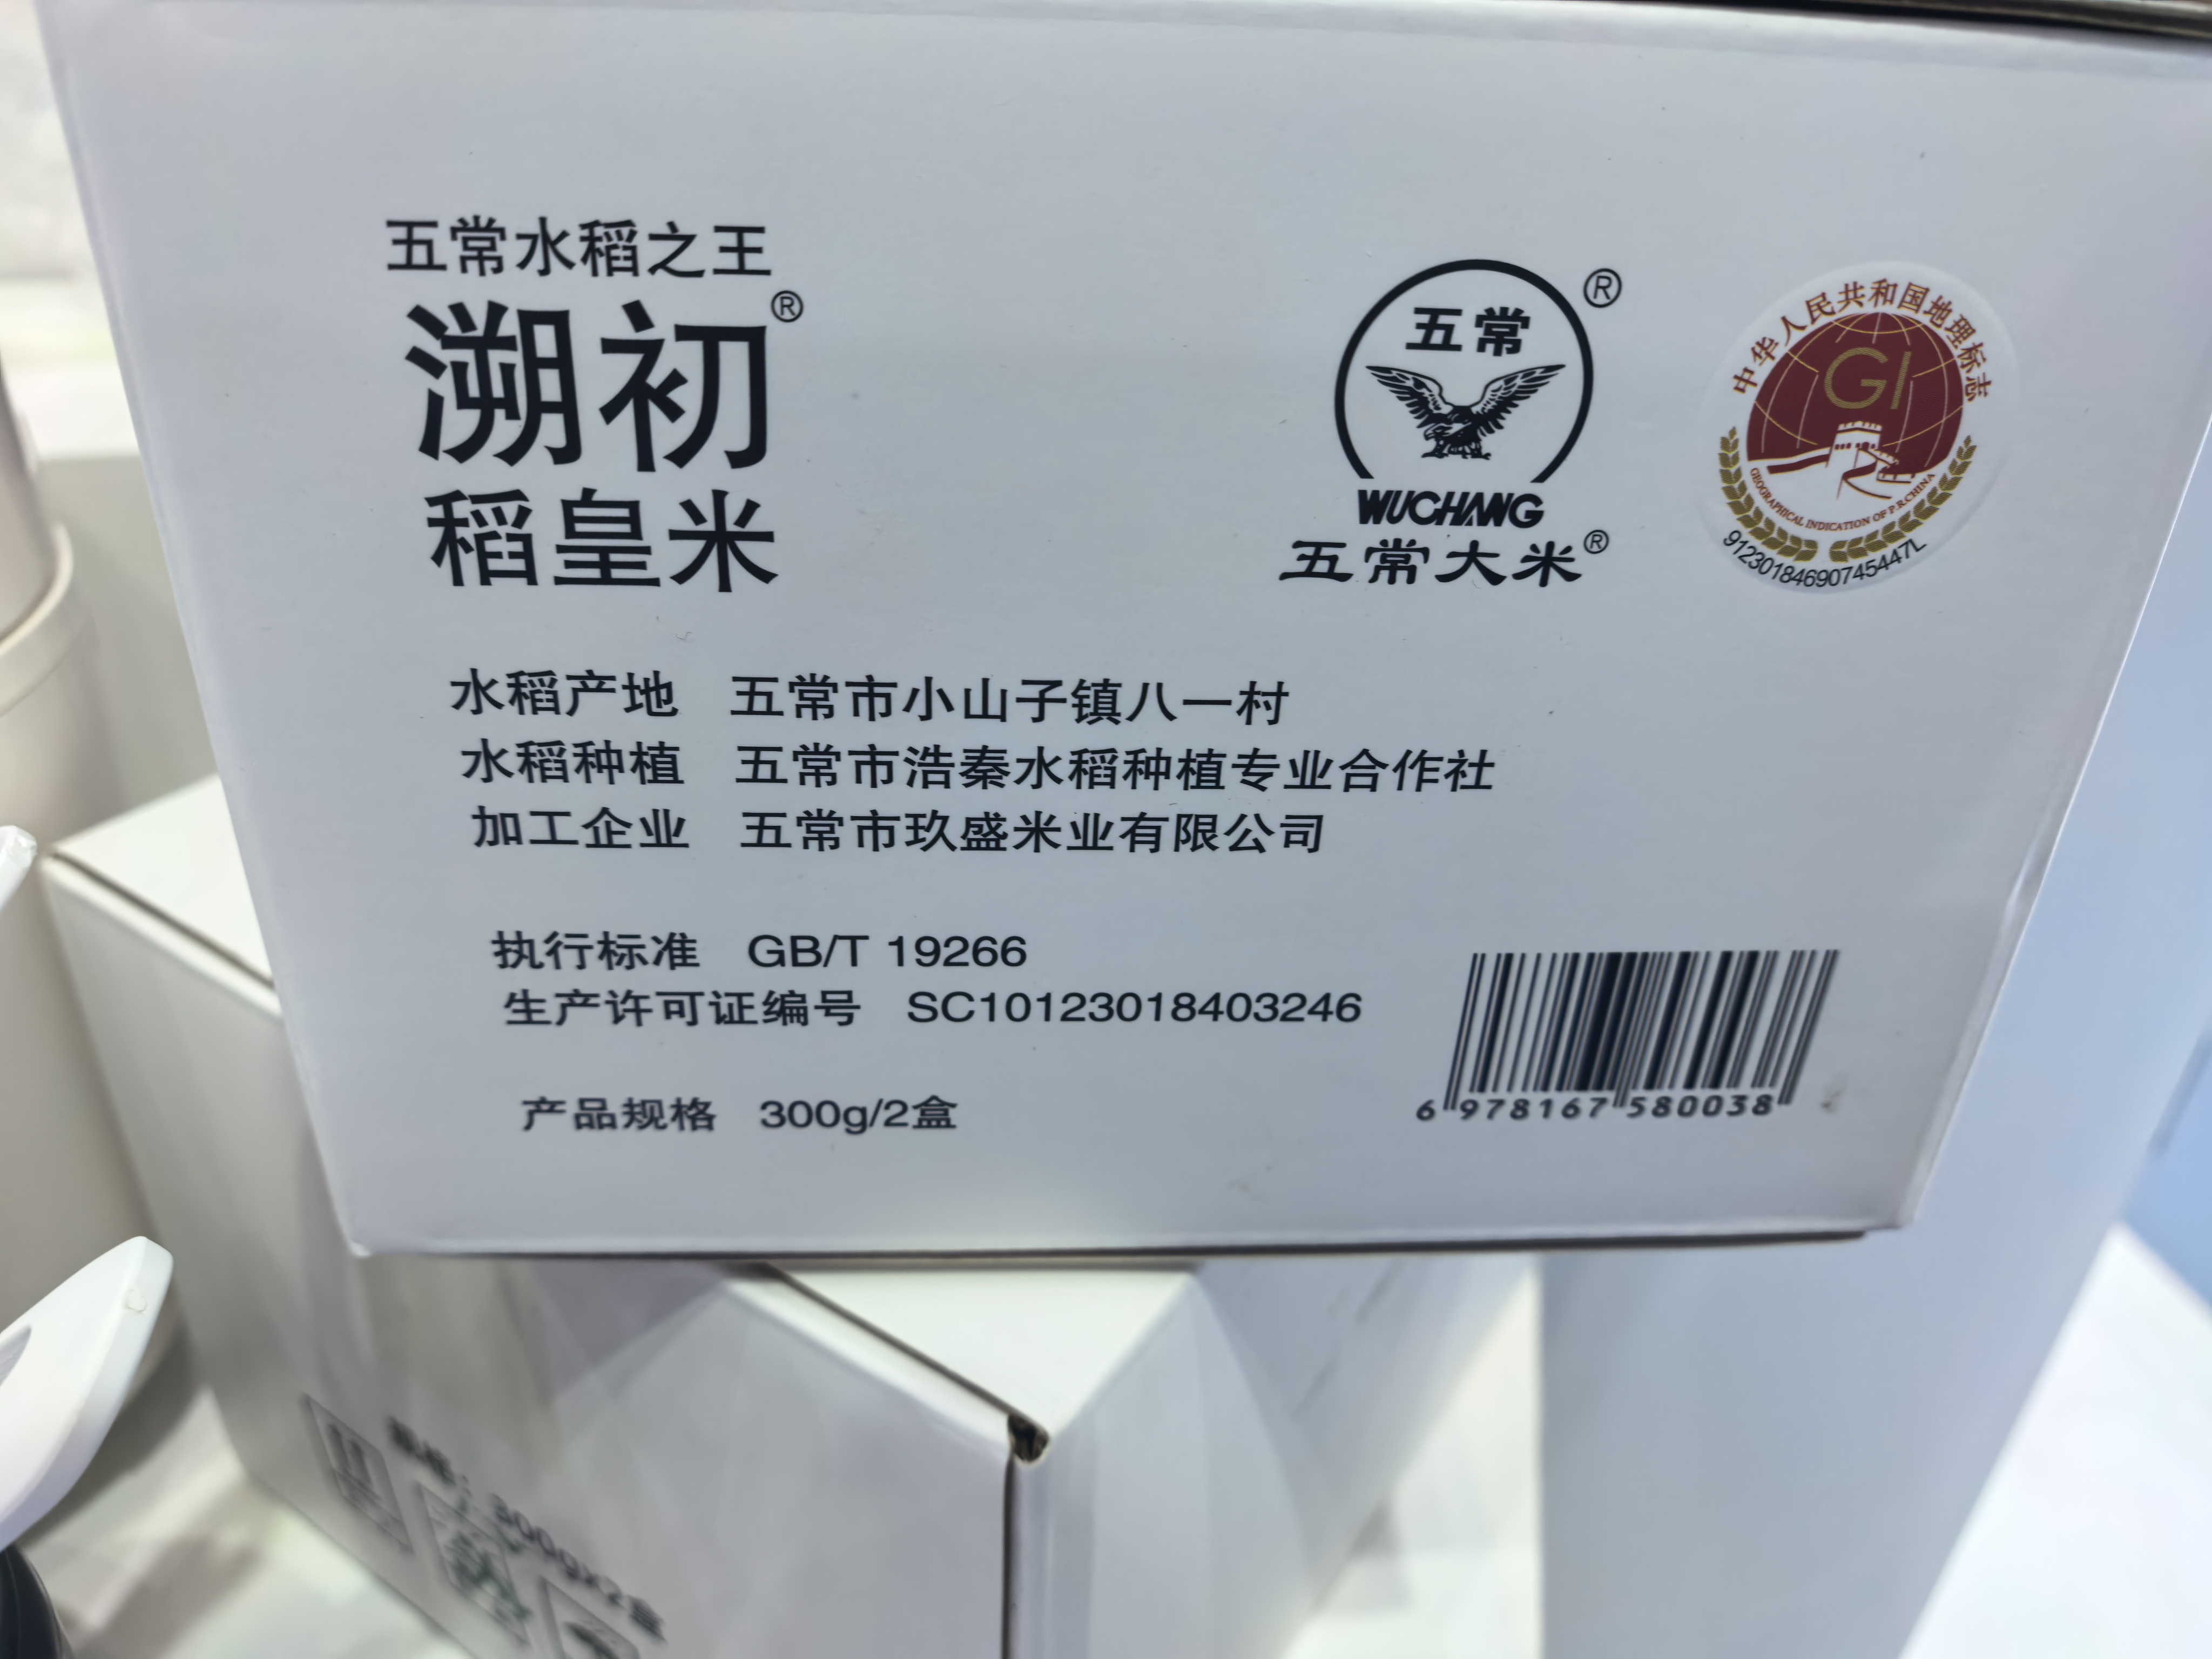 五常水稻之王
溯初®
稻皇米
五常
®
WUCHANG
五常大米®
中华人民共和国地理标志
GI
GEOGRAPHICAL INDICATION OF P.R.CHINA
91230184690745447L
水稻产地 五常市小山子镇八一村
水稻种植 五常市浩秦水稻种植专业合作社
加工企业 五常市玖盛米业有限公司
执行标准 GB/T 19266
生产许可证编号 SC10123018403246
产品规格 300g/2盒
6 978167 580038
规格：300g×2盒